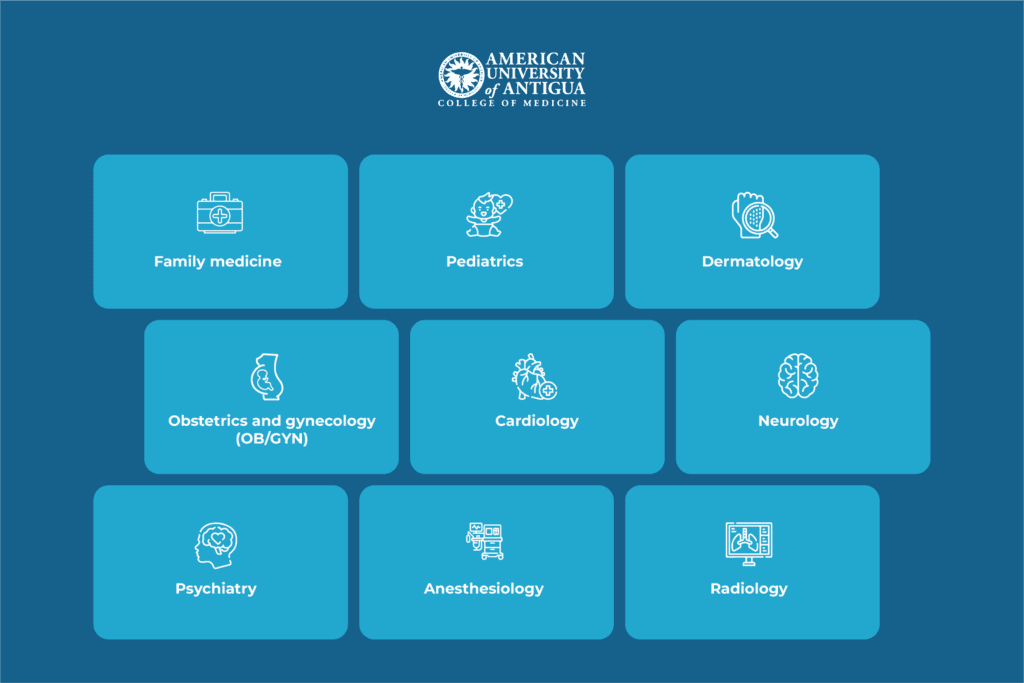 AMERICAN
UNIVERSITY
of ANTIGUA
COLLEGE OF MEDICINE
Family medicine
Pediatrics
Dermatology
Obstetrics and gynecology
(OB/GYN)
Cardiology
Neurology
Psychiatry
Anesthesiology
Radiology